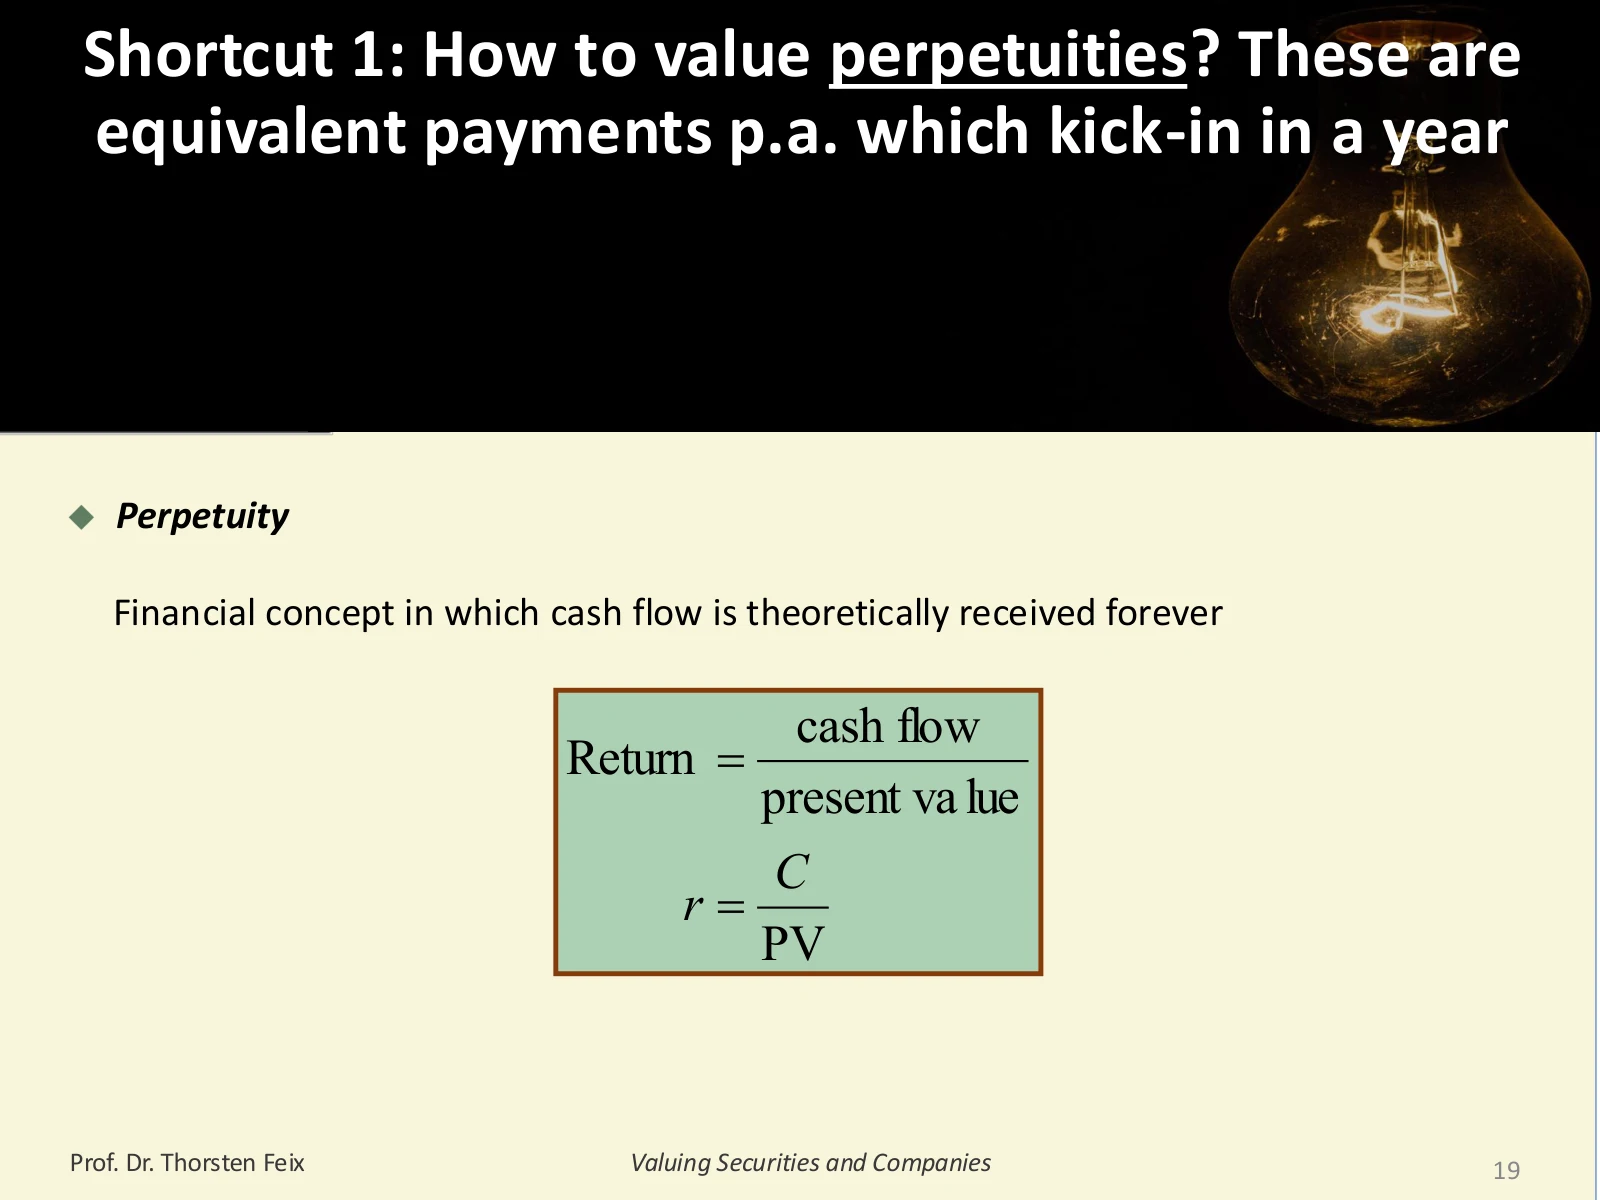 Shortcut 1: How to value perpetuities? These are
equivalent payments p.a. which kick-in in a year
Perpetuity
Financial concept in which cash flow is theoretically received forever
Return = cash flow / present value
r = C / PV
Prof. Dr. Thorsten Feix
Valuing Securities and Companies
19